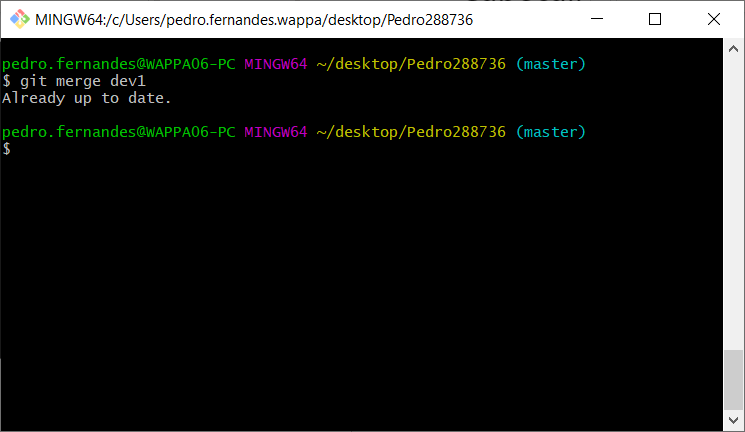 MINGW64:/c/Users/pedro.fernandes.wappa/desktop/Pedro288736
pedro.fernandes@WAPPA06-PC MINGW64 ~/desktop/Pedro288736 (master)
$ git merge dev1
Already up to date.
pedro.fernandes@WAPPA06-PC MINGW64 ~/desktop/Pedro288736 (master)
$